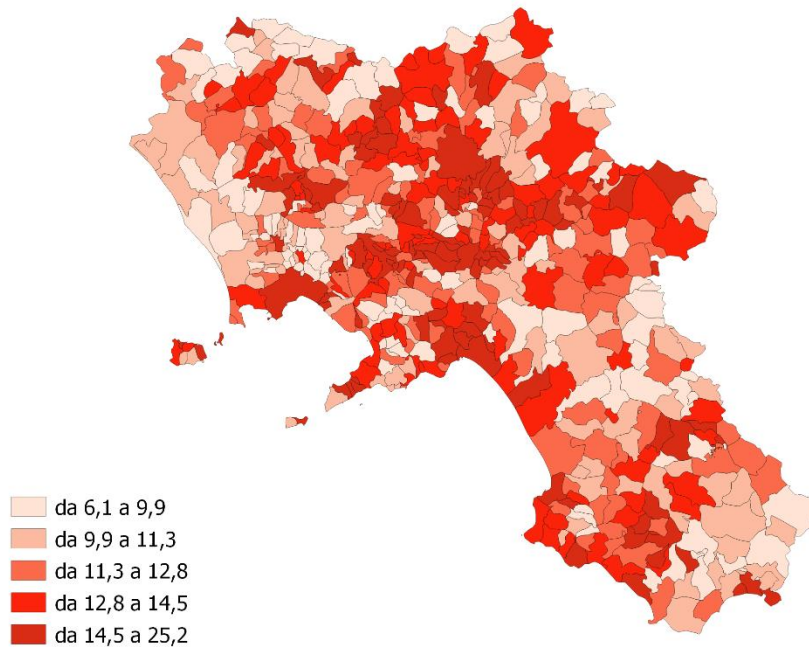 da 6,1 a 9,9
da 9,9 a 11,3
da 11,3 a 12,8
da 12,8 a 14,5
da 14,5 a 25,2